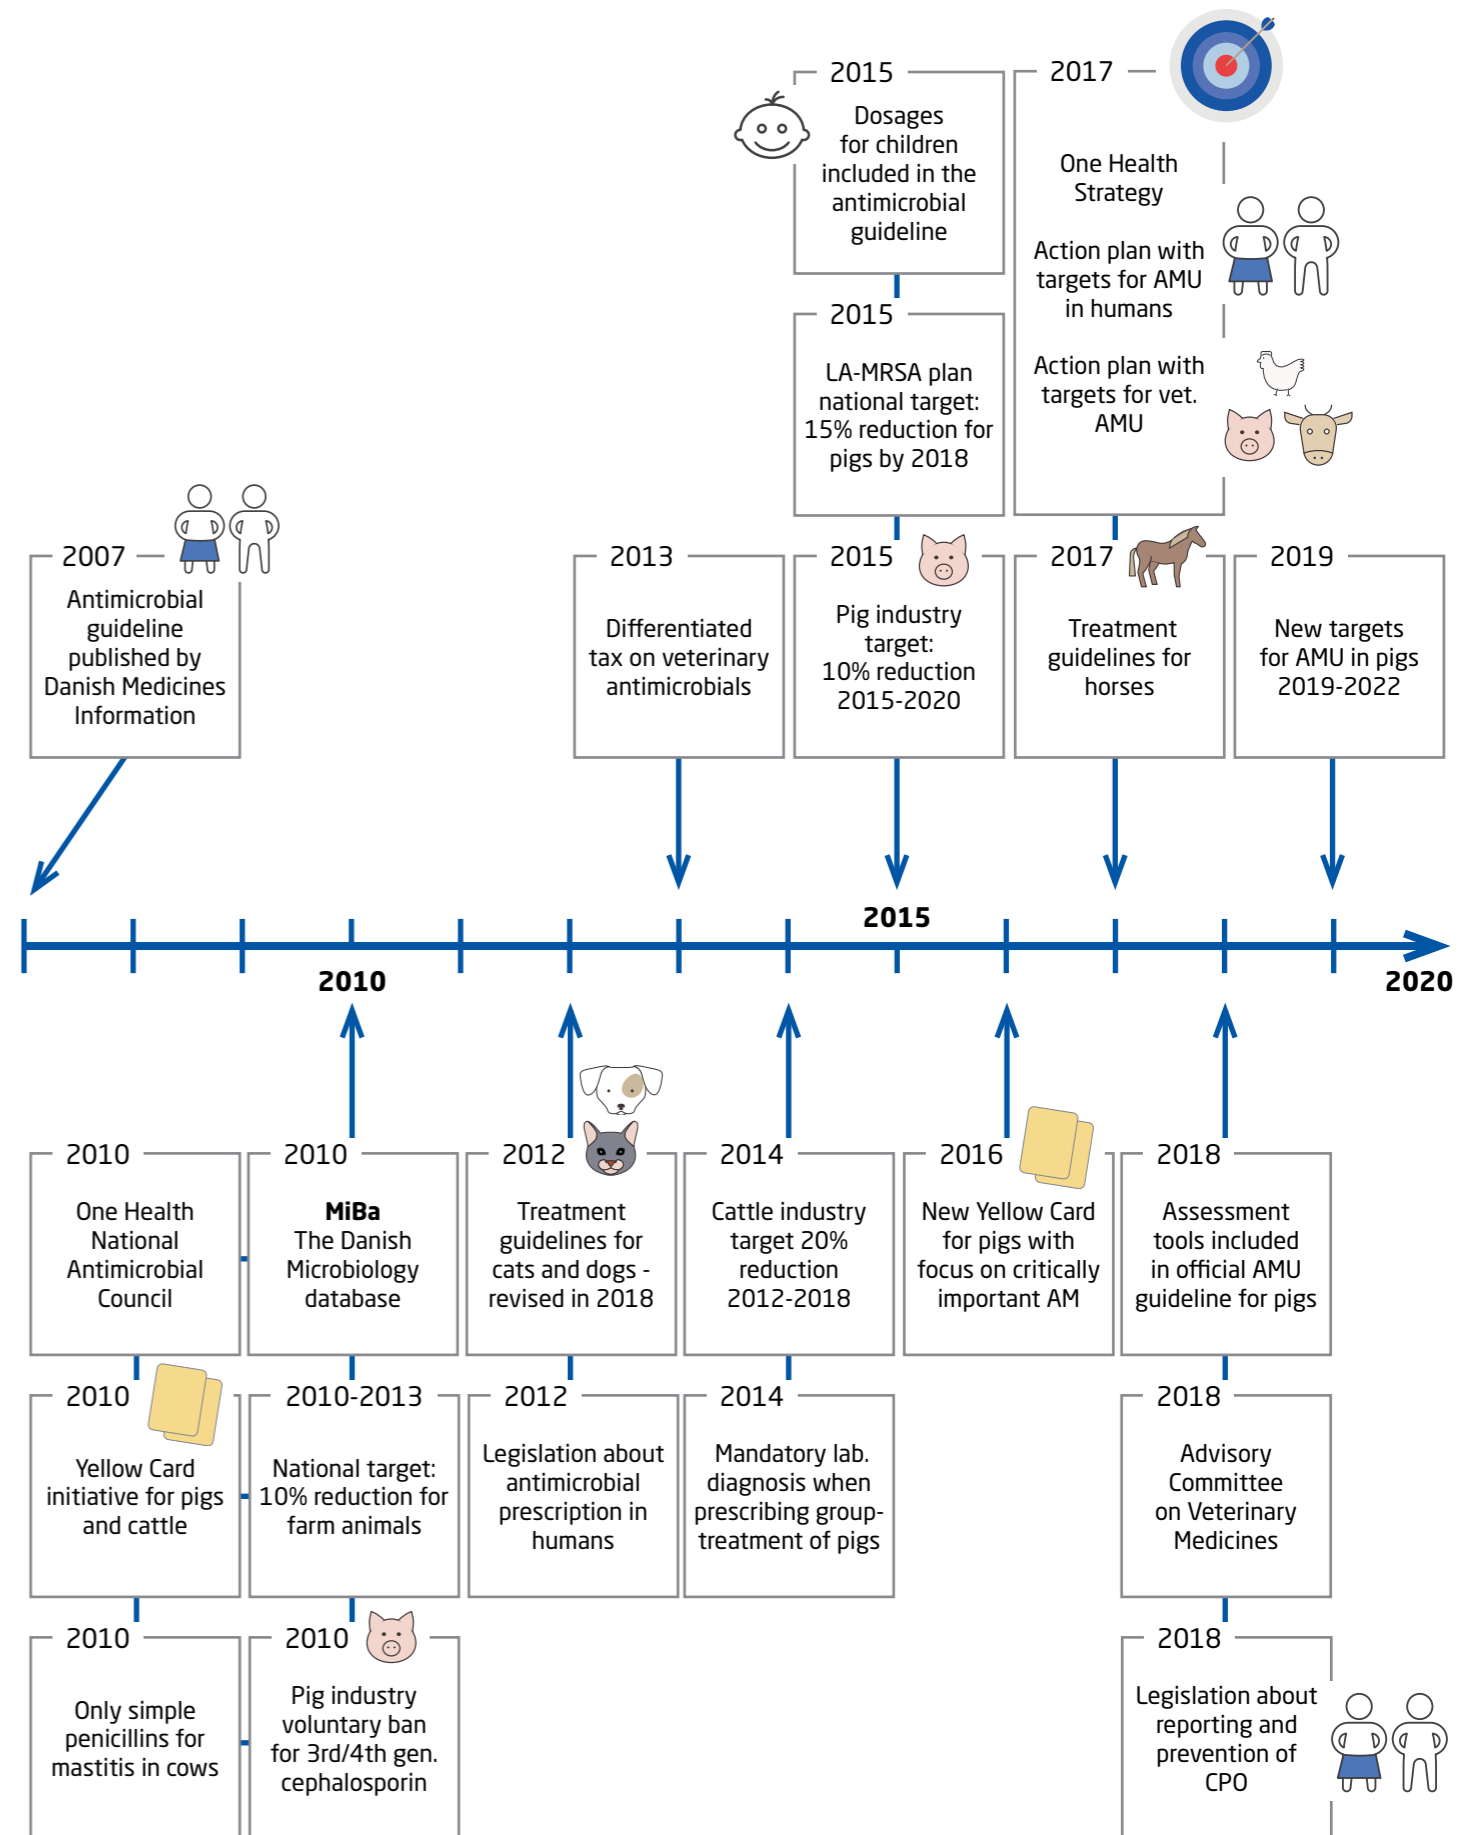 2015
Dosages
for children
included in the
antimicrobial
guideline
2017
One Health
Strategy
Action plan with
targets for AMU
in humans
Action plan with
targets for vet.
AMU
2015
LA-MRSA plan
national target:
15% reduction for
pigs by 2018
2007
Antimicrobial
guideline
published by
Danish Medicines
Information
2013
Differentiated
tax on veterinary
antimicrobials
2015
Pig industry
target:
10% reduction
2015-2020
2017
Treatment
guidelines for
horses
2019
New targets
for AMU in pigs
2019-2022
2015
2010
2020
2010
One Health
National
Antimicrobial
Council
2010
MiBa
The Danish
Microbiology
database
2012
Treatment
guidelines for
cats and dogs -
revised in 2018
2014
Cattle industry
target 20%
reduction
2012-2018
2016
New Yellow Card
for pigs with
focus on critically
important AM
2018
Assessment
tools included
in official AMU
guideline for pigs
2010
Yellow Card
initiative for pigs
and cattle
2010-2013
National target:
10% reduction for
farm animals
2012
Legislation about
antimicrobial
prescription in
humans
2014
Mandatory lab.
diagnosis when
prescribing group-
treatment of pigs
2018
Advisory
Committee
on Veterinary
Medicines
2010
Only simple
penicillins for
mastitis in cows
2010
Pig industry
voluntary ban
for 3rd/4th gen.
cephalosporin
2018
Legislation about
reporting and
prevention of
CPO